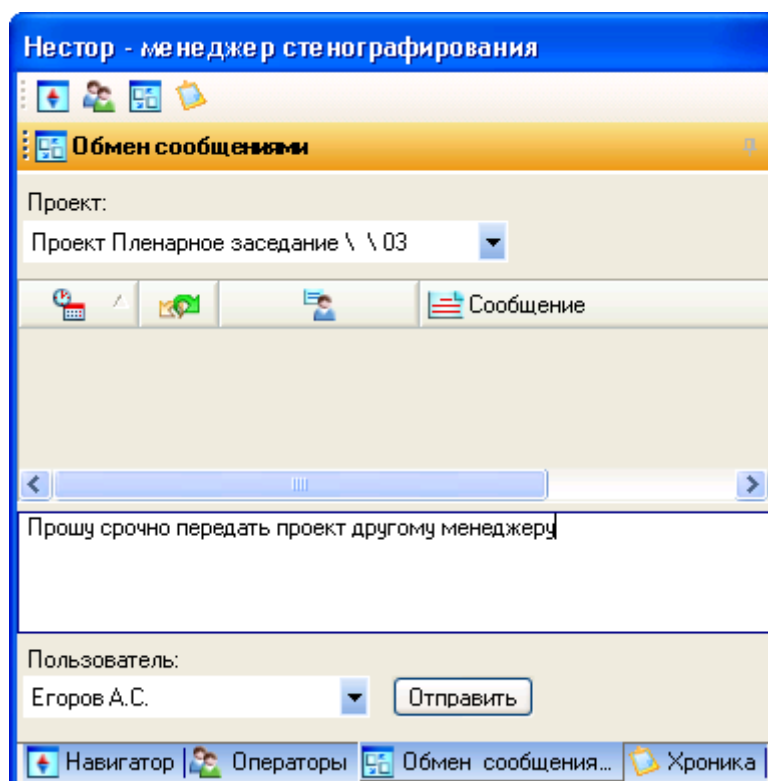 Нестор - менеджер стенографирования
Обмен сообщениями
Проект:
Проект Пленарное заседание \ \ 03
Сообщение
Прошу срочно передать проект другому менеджеру
Пользователь:
Егоров А.С.
Отправить
Навигатор Операторы Обмен сообщения... Хроника